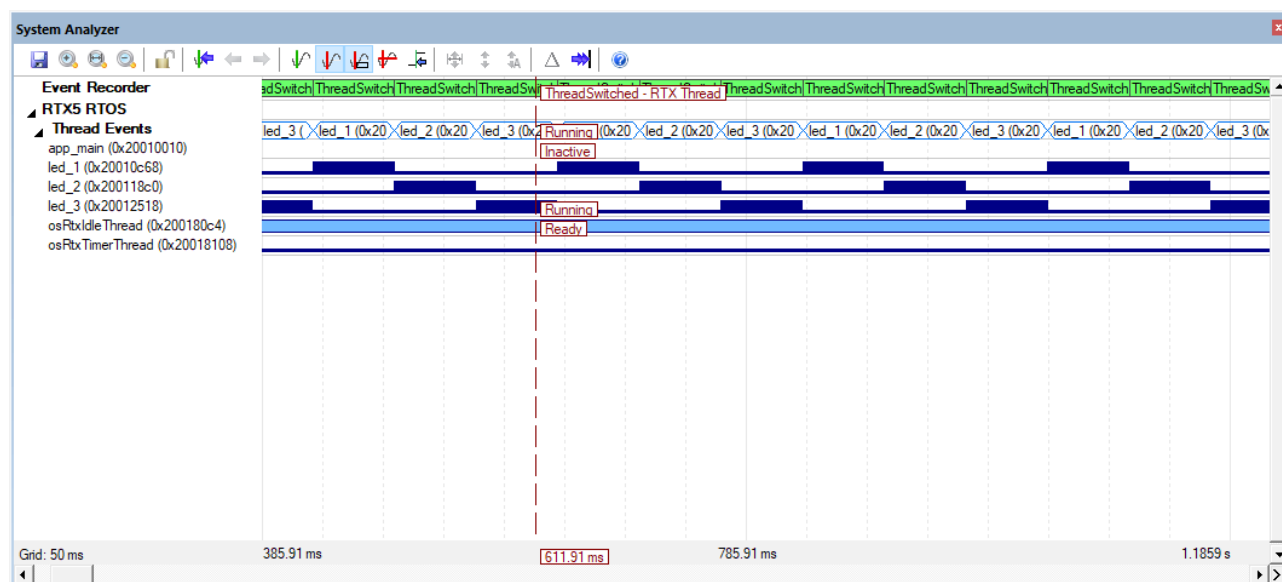 System Analyzer
Event Recorder
adSwitch ThreadSwitch ThreadSwitch ThreadSwi ThreadSwitched - RTX Thread ThreadSwitch ThreadSwitch ThreadSwitch ThreadSwitch ThreadSwitch ThreadSwitch ThreadSw
RTX5 RTOS
Thread Events
led_3 ( led_1 (0x20 led_2 (0x20 led_3 (0x2 Running (0x20 led_2 (0x20 led_3 (0x20 led_1 (0x20 led_2 (0x20 led_3 (0x20 led_1 (0x20 led_2 (0x20 led_3 (0x
app_main (0x20010010) Inactive
led_1 (0x20010c68)
led_2 (0x200118c0)
led_3 (0x20012518) Running
osRtxIdleThread (0x200180c4) Ready
osRtxTimerThread (0x20018108)
Grid: 50 ms 385.91 ms 611.91 ms 785.91 ms 1.1859 s